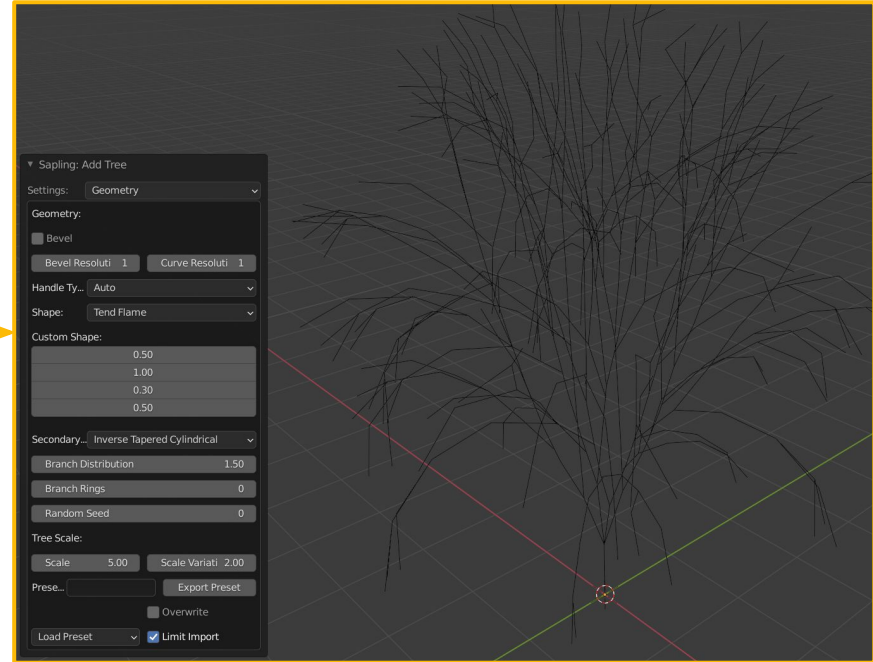 Sapling: Add Tree
Settings: Geometry
Geometry:
Bevel
Bevel Resoluti 1 Curve Resoluti 1
Handle Ty... Auto
Shape: Tend Flame
Custom Shape:
0.50
1.00
0.30
0.50
Secondary... Inverse Tapered Cylindrical
Branch Distribution 1.50
Branch Rings 0
Random Seed 0
Tree Scale:
Scale 5.00 Scale Variati 2.00
Prese... Export Preset
Overwrite
Load Preset Limit Import